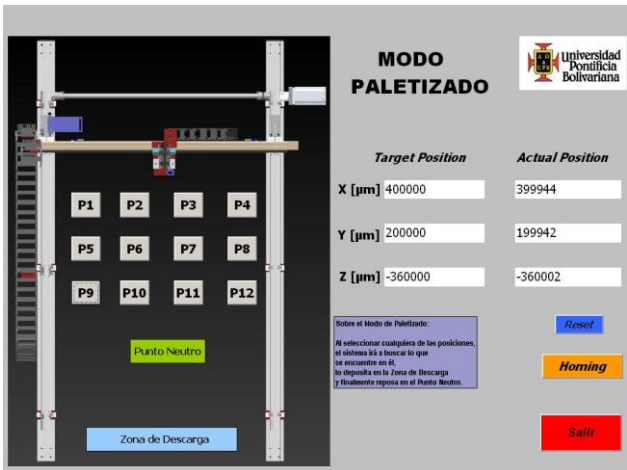 MODO
PALETIZADO
Universidad
Pontificia
Bolivariana
Target Position Actual Position
X [µm] 400000 399944
Y [µm] 200000 199942
Z [µm] -360000 -360002
P1 P2 P3 P4
P5 P6 P7 P8
P9 P10 P11 P12
Punto Neutro
Zona de Descarga
Sobre el Modo de Paletizado:
Al seleccionar cualquiera de las posiciones,
el sistema irá a buscar lo que
se encuentre en él,
lo deposita en la Zona de Descarga
y finalmente reposa en el Punto Neutro.
Reset
Homing
Salir